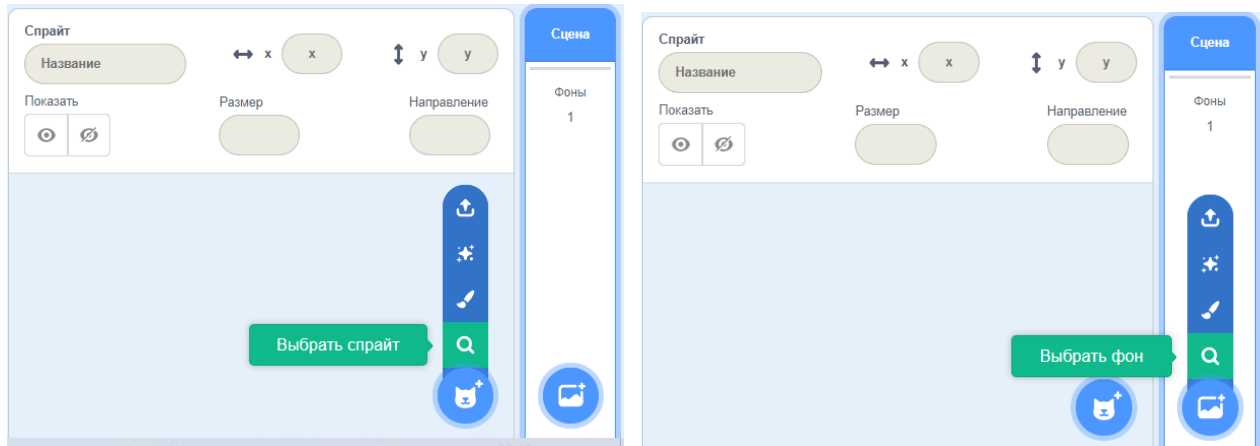 Спрайт
Название
x
x
y
y
Показать
Размер
Направление
Выбрать спрайт
Сцена
Фоны
1
Спрайт
Название
x
x
y
y
Показать
Размер
Направление
Выбрать фон
Сцена
Фоны
1